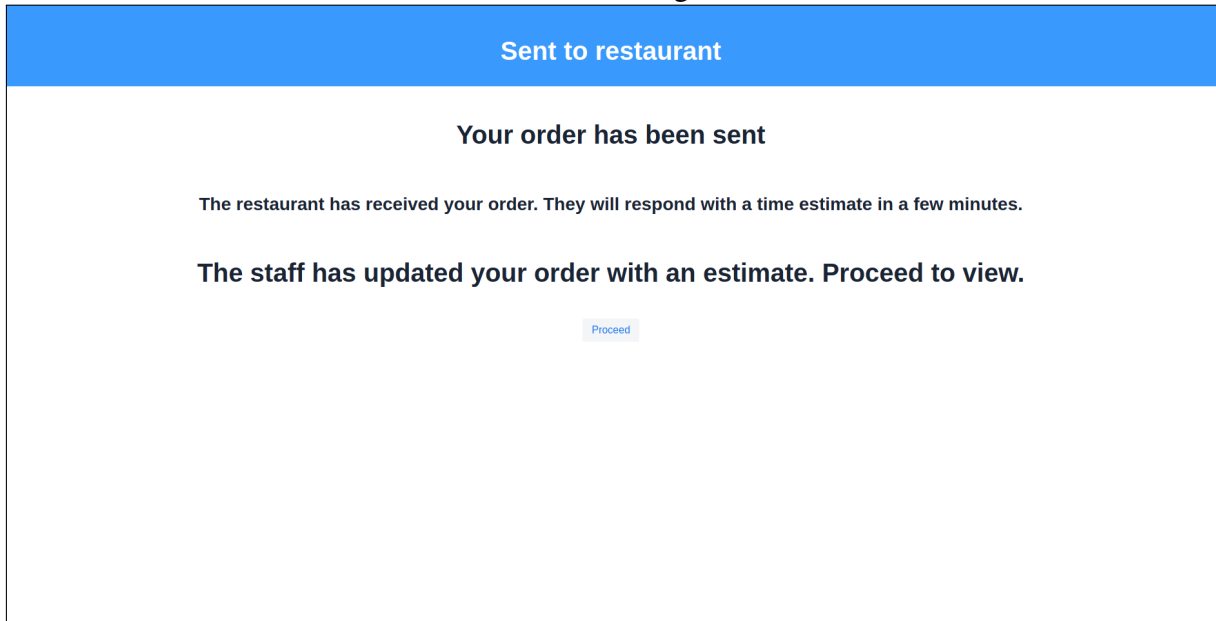 Sent to restaurant
Your order has been sent
The restaurant has received your order. They will respond with a time estimate in a few minutes.
The staff has updated your order with an estimate. Proceed to view.
Proceed